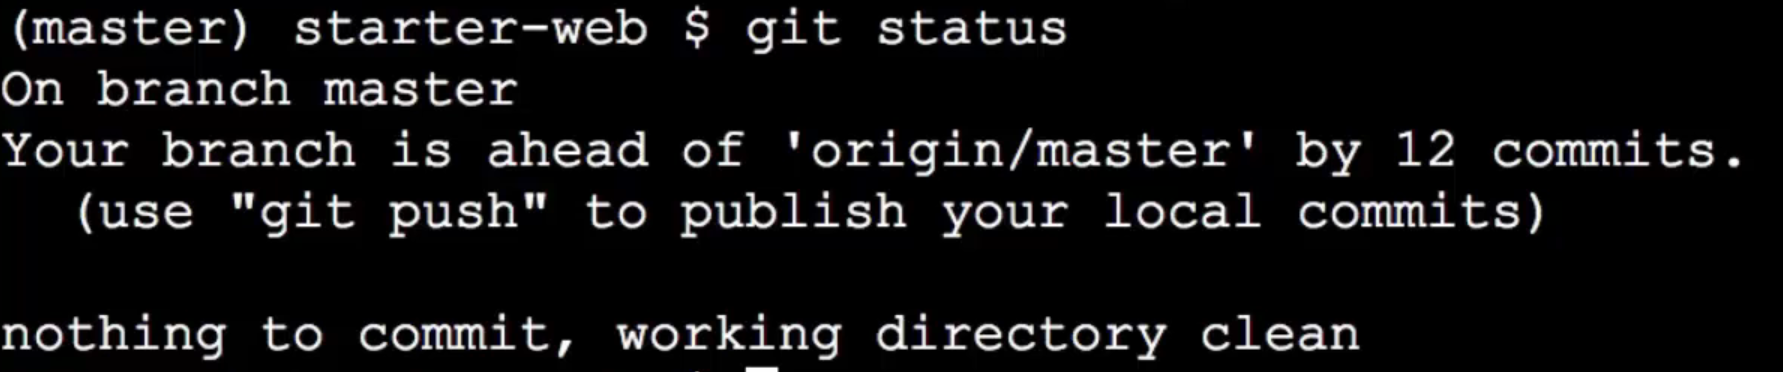 (master) starter-web $ git status
On branch master
Your branch is ahead of 'origin/master' by 12 commits.
  (use "git push" to publish your local commits)

nothing to commit, working directory clean